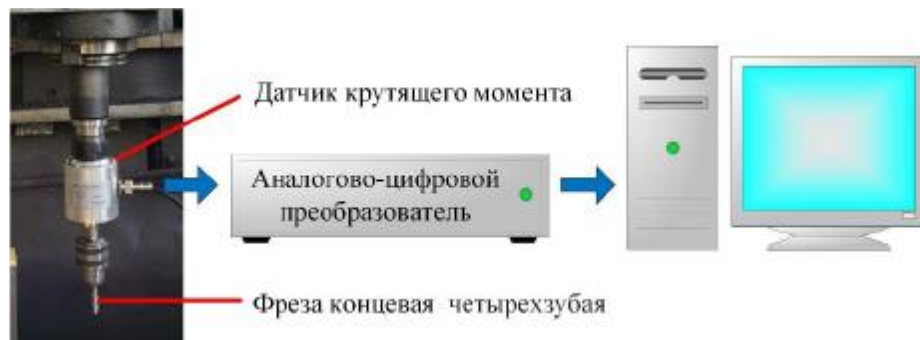 Датчик крутящего момента
Аналогово-цифровой
преобразователь
Фреза концевая четырехзубая